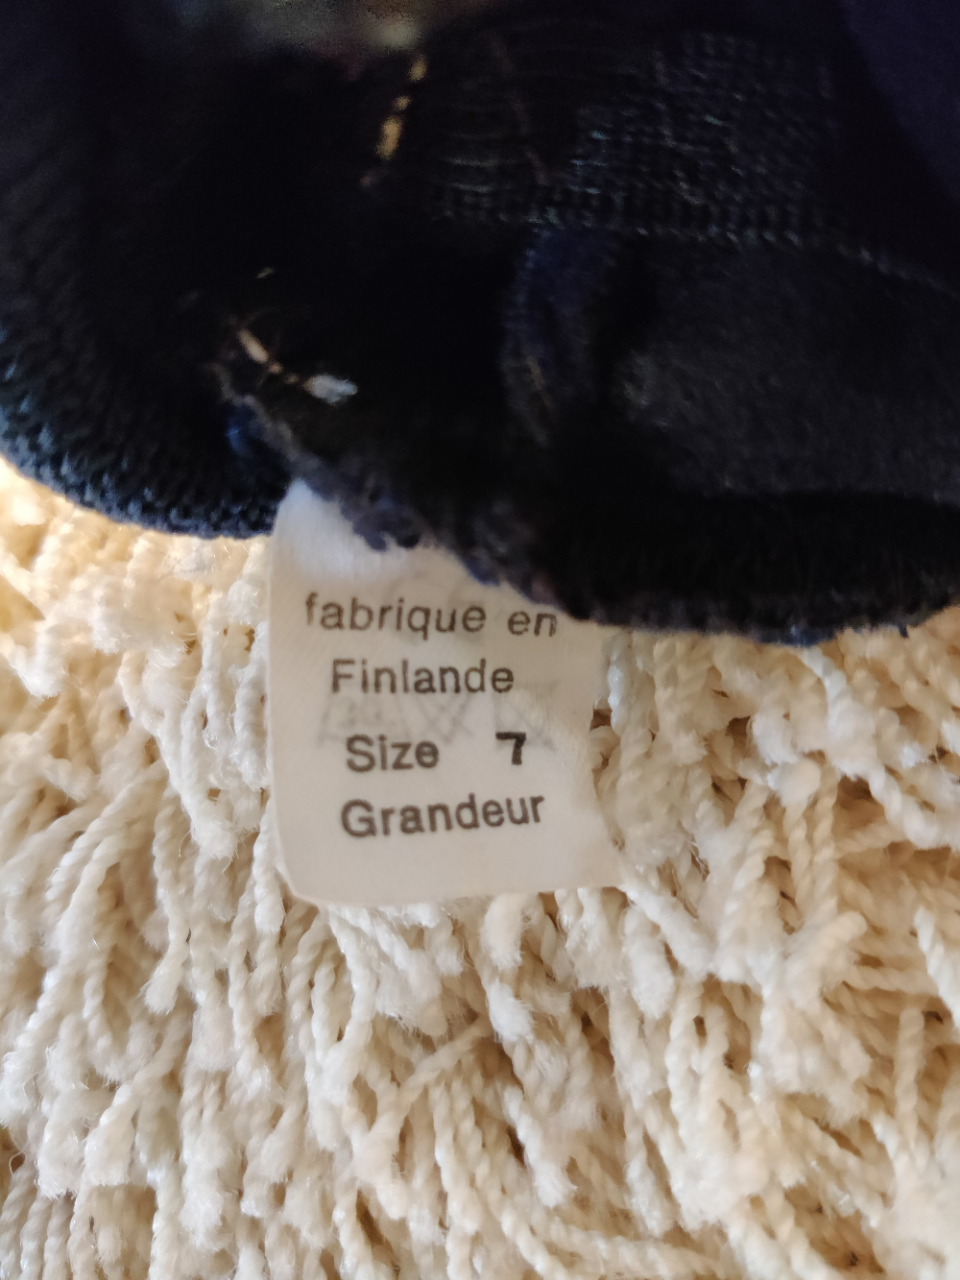 fabrique en
Finlande
Size 7
Grandeur